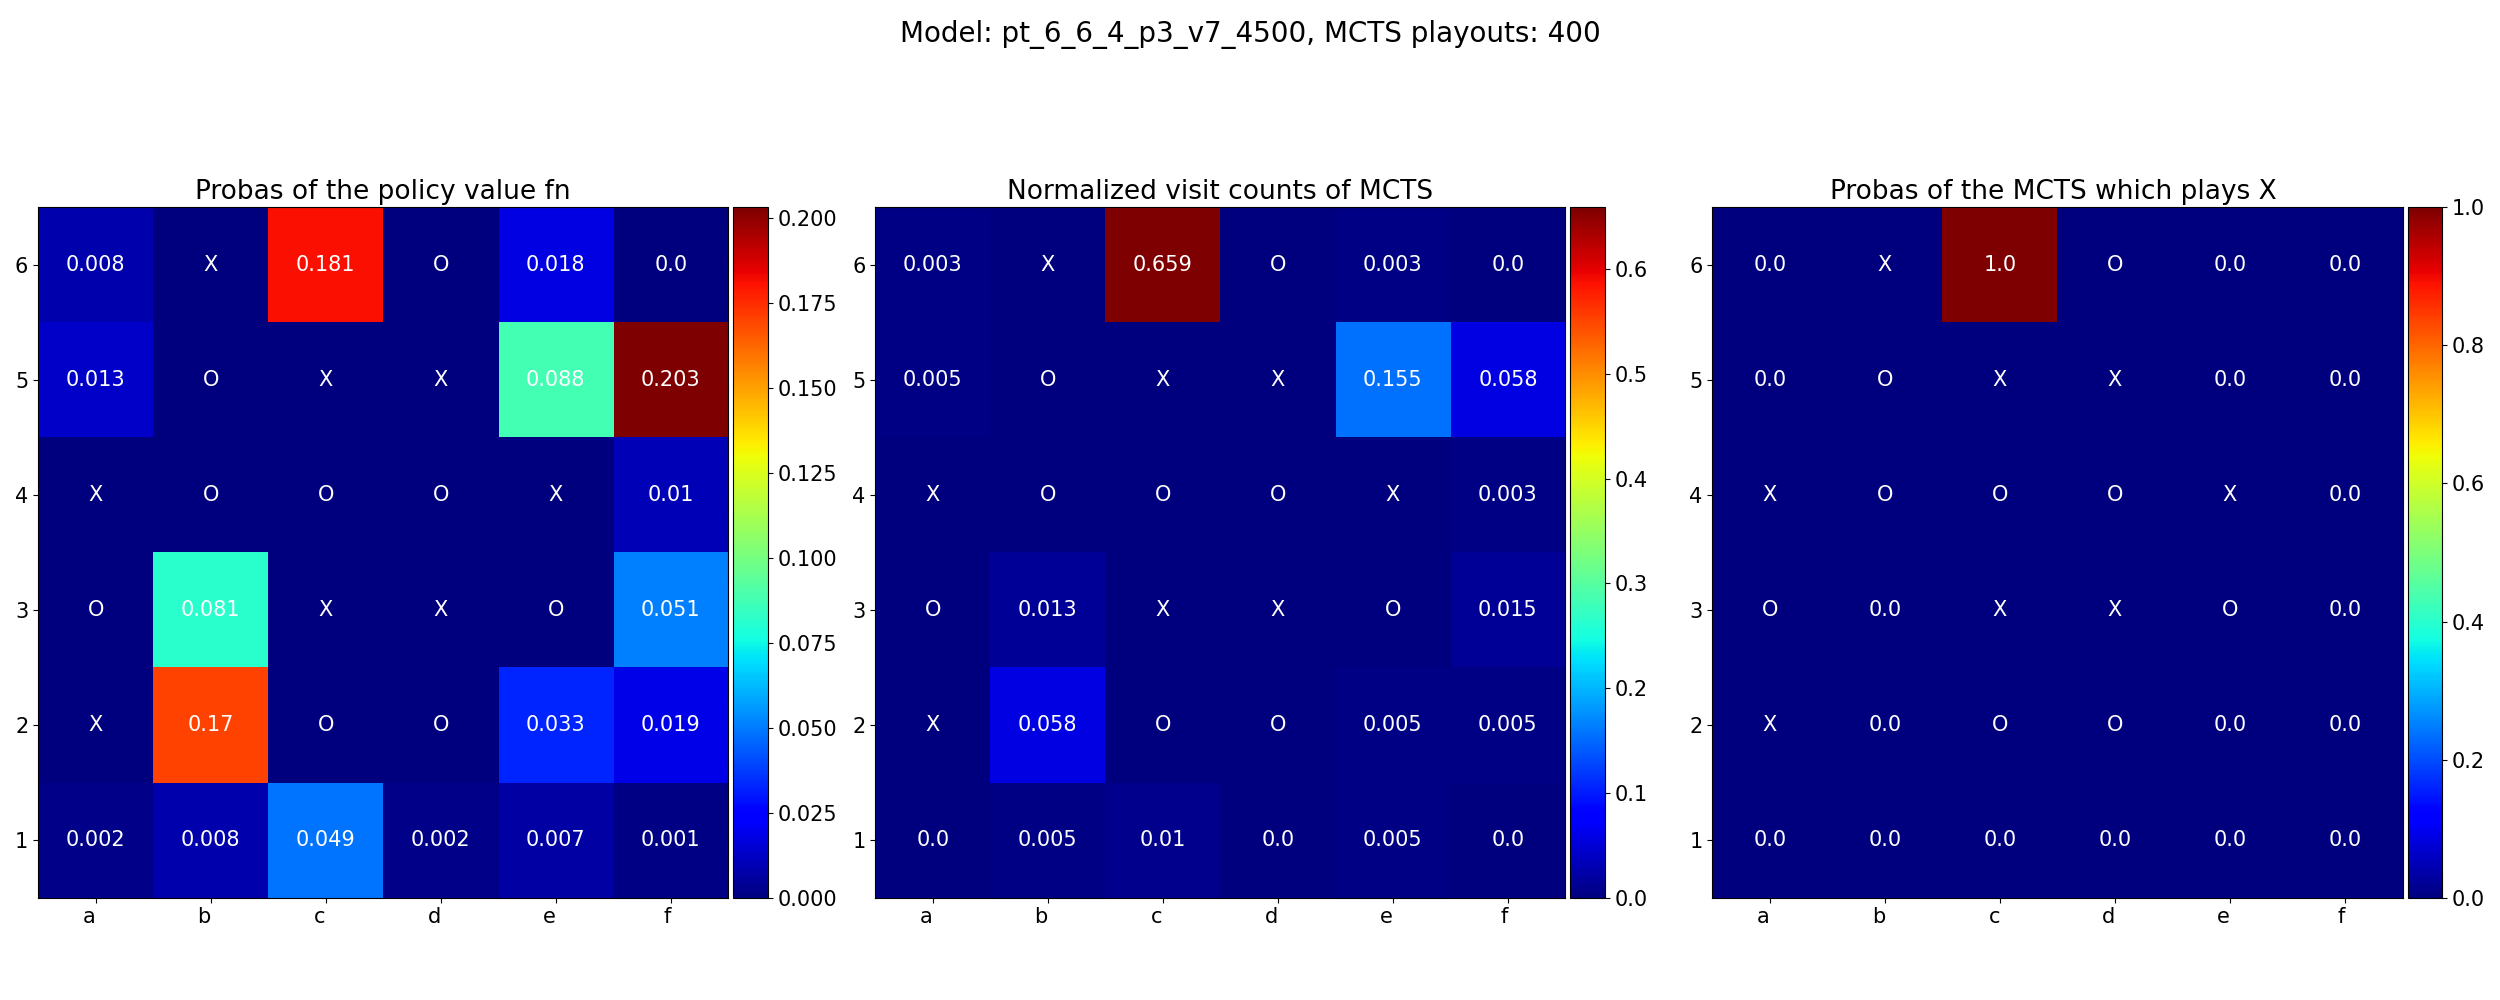 Model: pt_6_6_4_p3_v7_4500, MCTS playouts: 400
Probas of the policy value fn
6 0.008 X 0.181 O 0.018 0.0
5 0.013 O X X 0.088 0.203
4 X O O O X 0.01
3 O 0.081 X X O 0.051
2 X 0.17 O O 0.033 0.019
1 0.002 0.008 0.049 0.002 0.007 0.001
a b c d e f
0.200
0.175
0.150
0.125
0.100
0.075
0.050
0.025
0.000
Normalized visit counts of MCTS
6 0.003 X 0.659 O 0.003 0.0
5 0.005 O X X 0.155 0.058
4 X O O O X 0.003
3 O 0.013 X X O 0.015
2 X 0.058 O O 0.005 0.005
1 0.0 0.005 0.01 0.0 0.005 0.0
a b c d e f
0.6
0.5
0.4
0.3
0.2
0.1
0.0
Probas of the MCTS which plays X
6 0.0 X 1.0 O 0.0 0.0
5 0.0 O X X 0.0 0.0
4 X O O O X 0.0
3 O 0.0 X X O 0.0
2 X 0.0 O O 0.0 0.0
1 0.0 0.0 0.0 0.0 0.0 0.0
a b c d e f
1.0
0.8
0.6
0.4
0.2
0.0